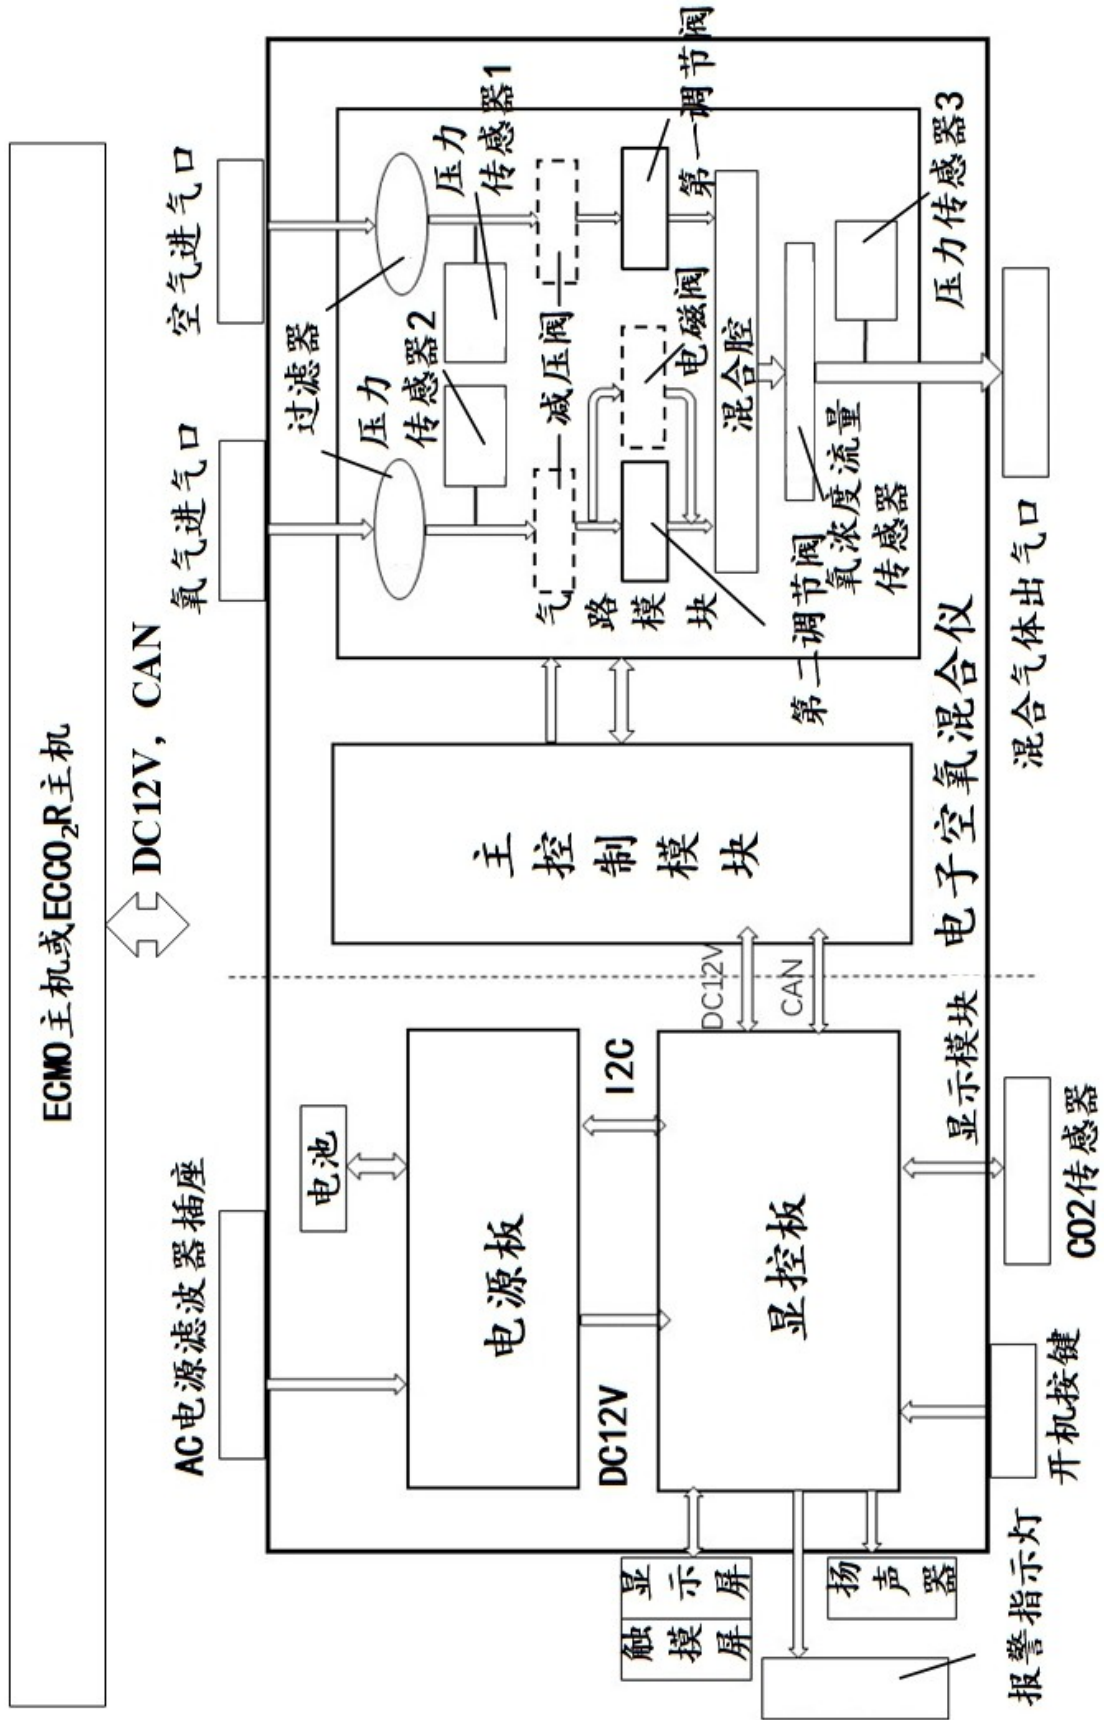 ECMO主机或ECCO₂R主机
DC12V，CAN
AC电源滤波器插座
氧气进气口
空气进气口
电池
电源板
I2C
DC12V
显控板
DC12V
CAN
显示模块
主控制模块
过滤器
压力
传感器2
压力
传感器1
减压阀
气路模块
电磁阀
第一调节阀
第二调节阀
混合腔
氧浓度流量
传感器
压力传感器3
电子空氧混合仪
显示屏
触摸屏
扬声器
报警指示灯
开机按键
CO2传感器
混合气体出气口